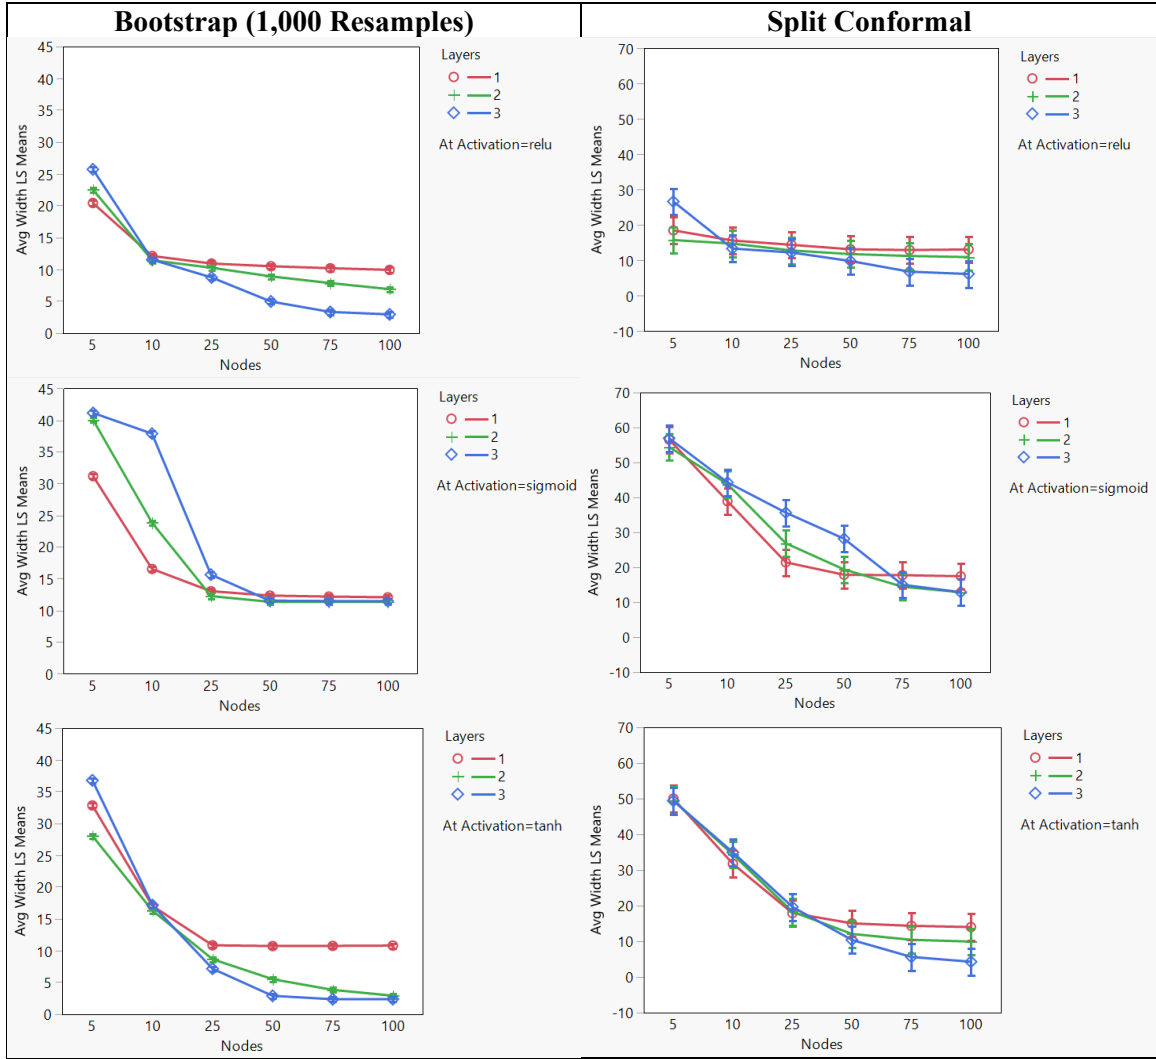 Bootstrap (1,000 Resamples)
Split Conformal
45
40
35
30
25
20
15
10
5
0
Avg Width LS Means
5 10 25 50 75 100
Nodes
Layers
1
2
3
At Activation=relu
70
60
50
40
30
20
10
0
-10
Avg Width LS Means
5 10 25 50 75 100
Nodes
Layers
1
2
3
At Activation=relu
45
40
35
30
25
20
15
10
5
0
Avg Width LS Means
5 10 25 50 75 100
Nodes
Layers
1
2
3
At Activation=sigmoid
70
60
50
40
30
20
10
0
-10
Avg Width LS Means
5 10 25 50 75 100
Nodes
Layers
1
2
3
At Activation=sigmoid
45
40
35
30
25
20
15
10
5
0
Avg Width LS Means
5 10 25 50 75 100
Nodes
Layers
1
2
3
At Activation=tanh
70
60
50
40
30
20
10
0
-10
Avg Width LS Means
5 10 25 50 75 100
Nodes
Layers
1
2
3
At Activation=tanh